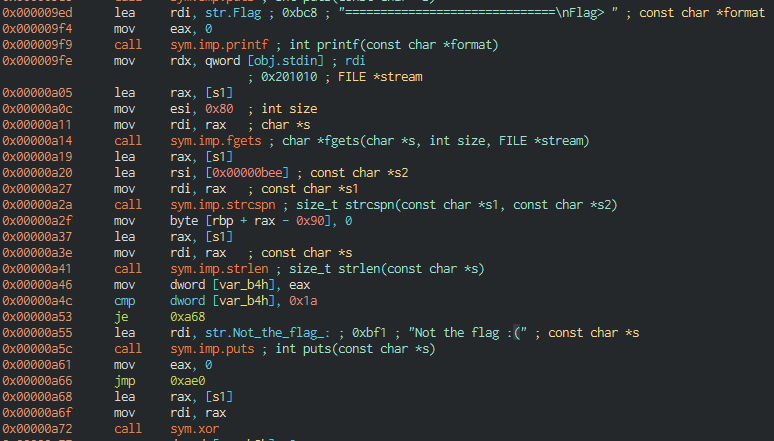 0x000009ed lea rdi, str.Flag ; 0xbc8 ; "==============================\nFlag> " ; const char *format
0x000009f4 mov eax, 0
0x000009f9 call sym.imp.printf ; int printf(const char *format)
0x000009fe mov rdx, qword [obj.stdin] ; rdi
; 0x201010 ; FILE *stream
0x00000a05 lea rax, [s1]
0x00000a0c mov esi, 0x80 ; int size
0x00000a11 mov rdi, rax ; char *s
0x00000a14 call sym.imp.fgets ; char *fgets(char *s, int size, FILE *stream)
0x00000a19 lea rax, [s1]
0x00000a20 lea rsi, [0x00000bee] ; const char *s2
0x00000a27 mov rdi, rax ; const char *s1
0x00000a2a call sym.imp.strcspn ; size_t strcspn(const char *s1, const char *s2)
0x00000a2f mov byte [rbp + rax - 0x90], 0
0x00000a37 lea rax, [s1]
0x00000a3e mov rdi, rax ; const char *s
0x00000a41 call sym.imp.strlen ; size_t strlen(const char *s)
0x00000a46 mov dword [var_b4h], eax
0x00000a4c cmp dword [var_b4h], 0x1a
0x00000a53 je 0xa68
0x00000a55 lea rdi, str.Not_the_flag_: ; 0xbf1 ; "Not the flag :(" ; const char *s
0x00000a5c call sym.imp.puts ; int puts(const char *s)
0x00000a61 mov eax, 0
0x00000a66 jmp 0xae0
0x00000a68 lea rax, [s1]
0x00000a6f mov rdi, rax
0x00000a72 call sym.xor